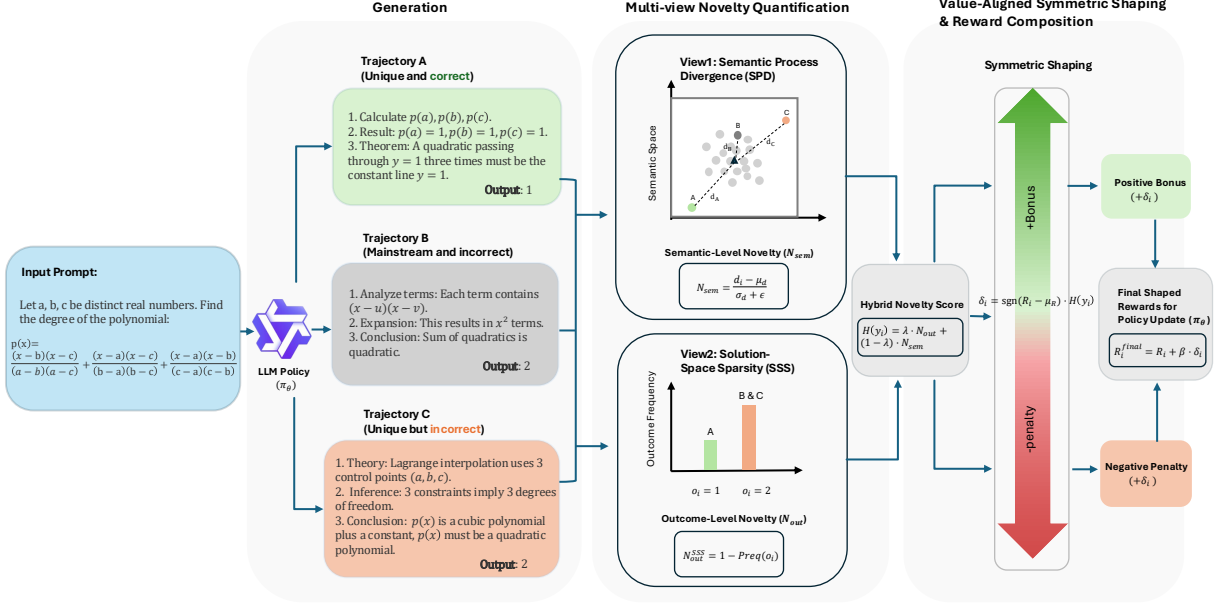 Generation
Multi-view Novelty Quantification
Value-Aligned Symmetric Shaping
& Reward Composition
Input Prompt:
Let a, b, c be distinct real numbers. Find
the degree of the polynomial:
p(x)=
(x−b)(x−c)/(a−b)(a−c) + (x−a)(x−c)/(b−a)(b−c) + (x−a)(x−b)/(c−a)(c−b)
LLM Policy
(π_θ)
Trajectory A
(Unique and correct)
1. Calculate p(a), p(b), p(c).
2. Result: p(a) = 1, p(b) = 1, p(c) = 1.
3. Theorem: A quadratic passing
through y = 1 three times must be the
constant line y = 1.
Output: 1
Trajectory B
(Mainstream and incorrect)
1. Analyze terms: Each term contains
(x − u)(x − v).
2. Expansion: This results in x² terms.
3. Conclusion: Sum of quadratics is
quadratic.
Output: 2
Trajectory C
(Unique but incorrect)
1. Theory: Lagrange interpolation uses 3
control points (a, b, c).
2. Inference: 3 constraints imply 3 degrees
of freedom.
3. Conclusion: p(x) is a cubic polynomial
plus a constant, p(x) must be a quadratic
polynomial.
Output: 2
View1: Semantic Process
Divergence (SPD)
Semantic Space
A
B
C
d_A
d_B
d_C
Semantic-Level Novelty (N_sem)
N_sem = (d_i − μ_d)/(σ_d + ϵ)
View2: Solution-
Space Sparsity (SSS)
Outcome Frequency
A
B & C
o_i = 1
o_i = 2
Outcome-Level Novelty (N_out)
N_out^SSS = 1 − Preq(o_i)
Hybrid Novelty Score
H(y_i) = λ · N_out +
(1 − λ) · N_sem
Symmetric Shaping
+Bonus
δ_i = sgn(R_i − μ_R) · H(y_i)
-penalty
Positive Bonus
(+δ_i)
Final Shaped
Rewards for
Policy Update (π_θ)
R_i^final = R_i + β · δ_i
Negative Penalty
(+δ_i)